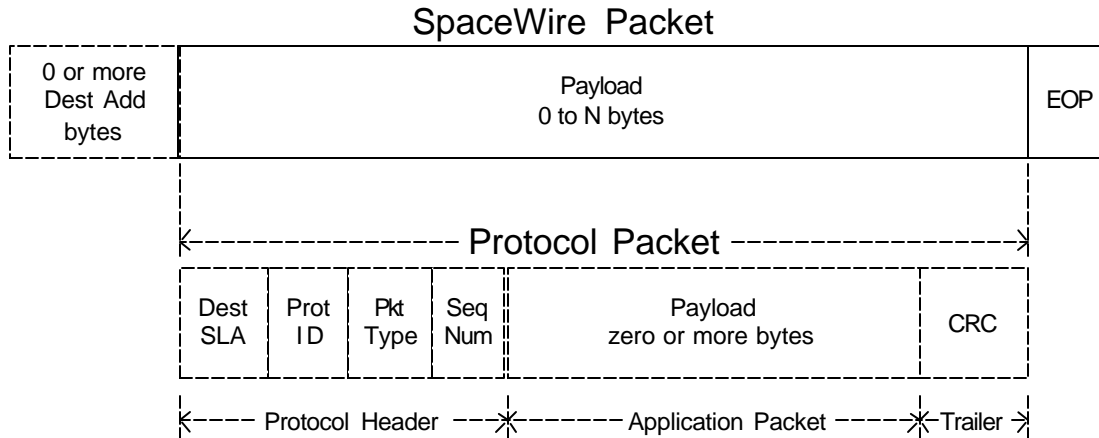 SpaceWire Packet
0 or more
Dest Add
bytes
Payload
0 to N bytes
EOP
Protocol Packet
Dest
SLA
Prot
ID
Pkt
Type
Seq
Num
Payload
zero or more bytes
CRC
Protocol Header
Application Packet
Trailer